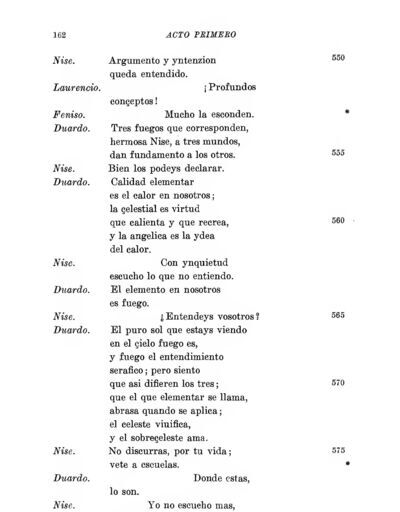 162 ACTO PRIMERO
Nise. Argumento y yntenzion 550
queda entendido.
Laurencio. ¡Profundos
conçeptos!
Feniso. Mucho la esconden. *
Duardo. Tres fuegos que corresponden,
hermosa Nise, a tres mundos,
dan fundamento a los otros. 555
Nise. Bien los podeys declarar.
Duardo. Calidad elementar
es el calor en nosotros;
la çelestial es virtud
que calienta y que recrea, 560
y la angelica es la ydea
del calor.
Nise. Con ynquietud
escucho lo que no entiendo.
Duardo. El elemento en nosotros
es fuego.
Nise. ¿Entendeys vosotros? 565
Duardo. El puro sol que estays viendo
en el çielo fuego es,
y fuego el entendimiento
serafico; pero siento
que asi difieren los tres; 570
que el que elementar se llama,
abrasa quando se aplica;
el celeste viuifica,
y el sobreçeleste ama.
Nise. No discurras, por tu vida; 575
vete a escuelas. *
Duardo. Donde estas,
lo son.
Nise. Yo no escucho mas,